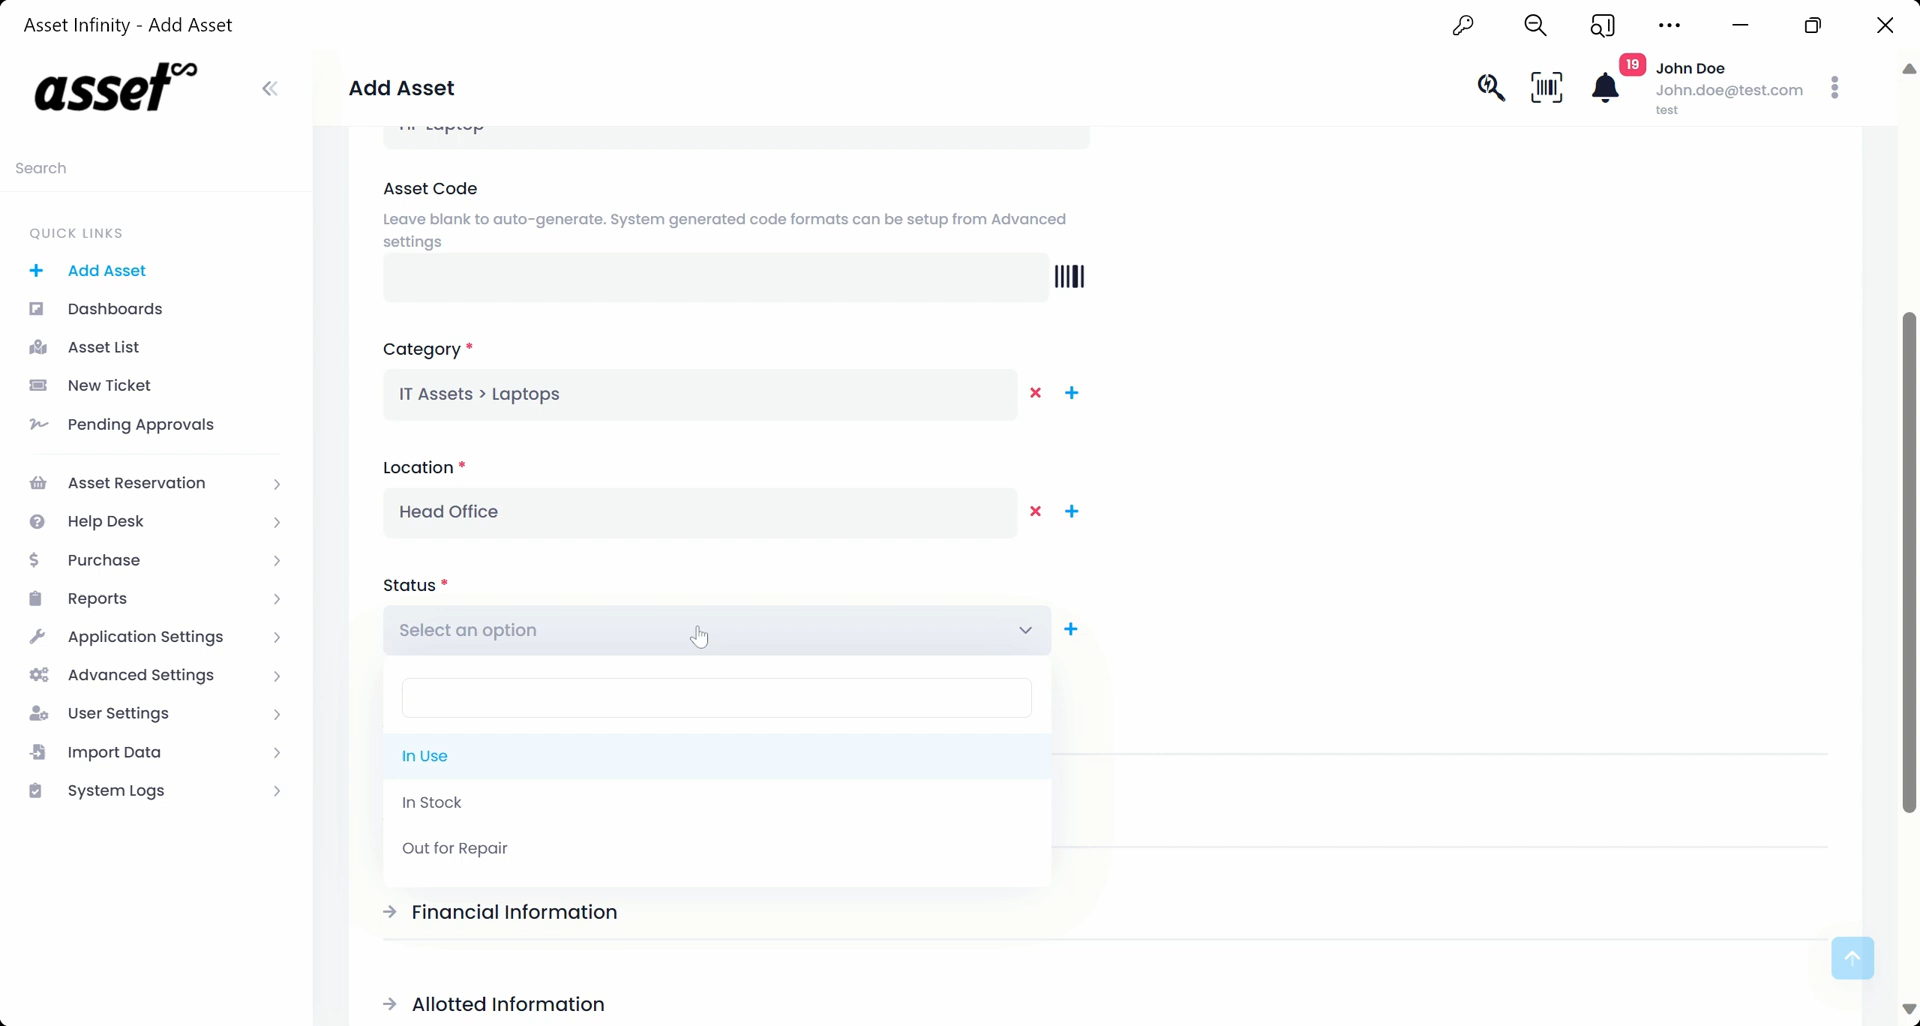 Asset Infinity - Add Asset
asset
Add Asset
19
John Doe
John.doe@test.com
test
Search
QUICK LINKS
Add Asset
Dashboards
Asset List
New Ticket
Pending Approvals
Asset Reservation
Help Desk
Purchase
Reports
Application Settings
Advanced Settings
User Settings
Import Data
System Logs
HP Laptop
Asset Code
Leave blank to auto-generate. System generated code formats can be setup from Advanced
settings
Category *
IT Assets > Laptops
Location *
Head Office
Status *
Select an option
In Use
In Stock
Out for Repair
Financial Information
Allotted Information